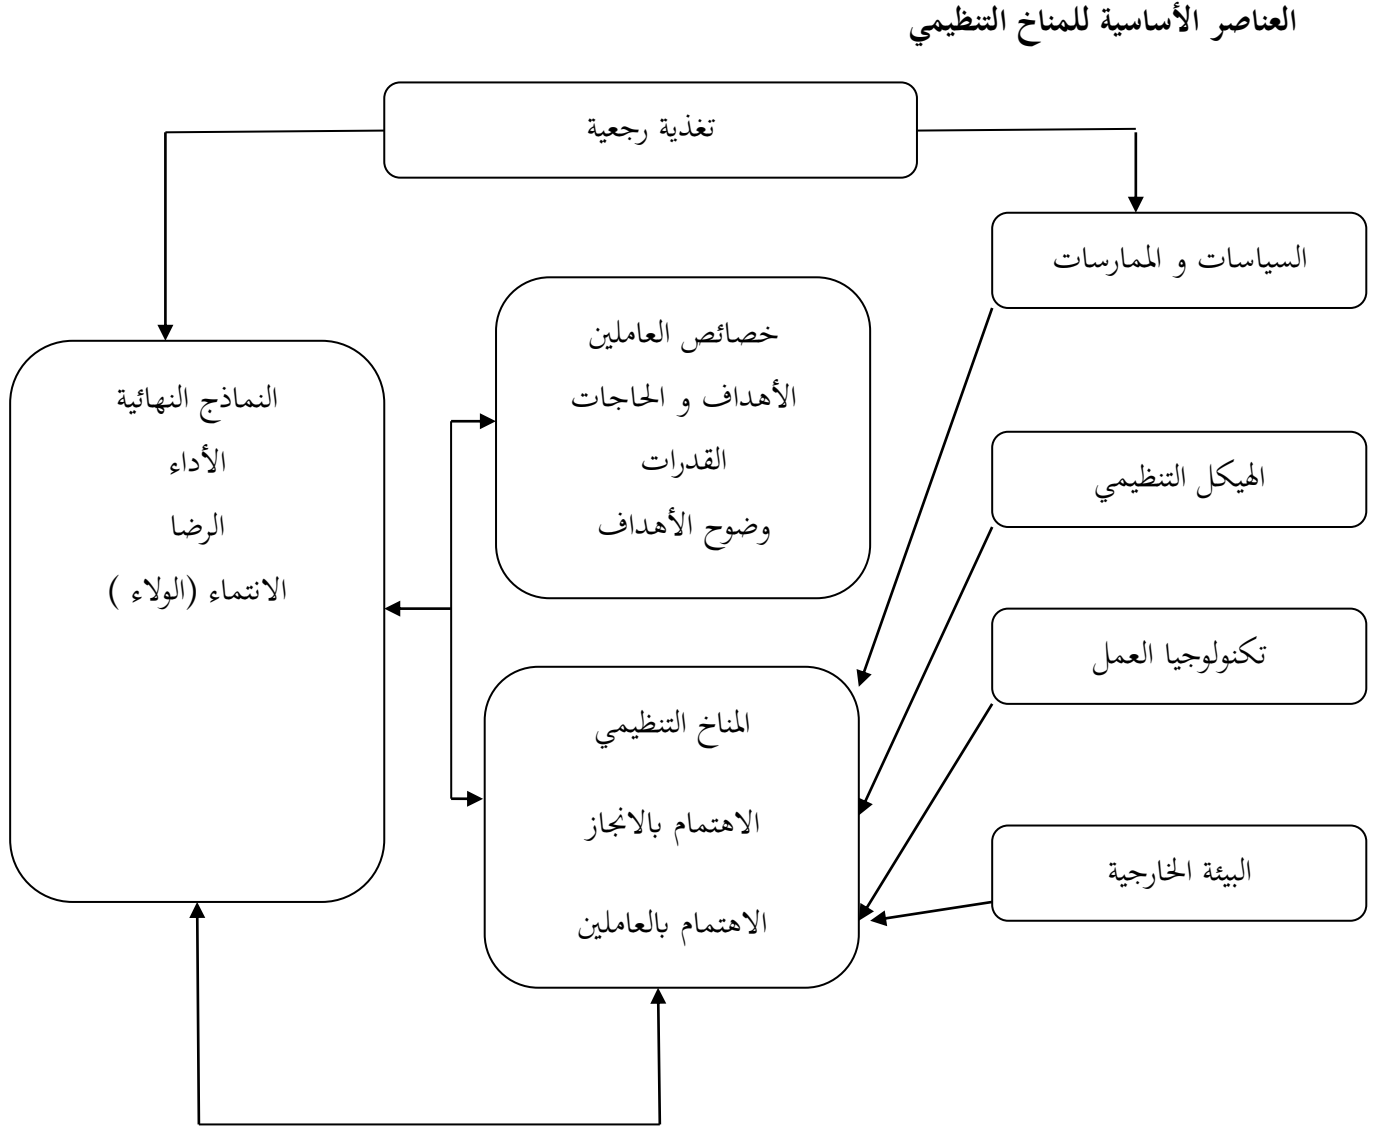 العناصر الأساسية للمناخ التنظيمي
تغذية رجعية
السياسات و الممارسات
خصائص العاملين
الأهداف و الحاجات
القدرات
وضوح الأهداف
النماذج النهائية
الأداء
الرضا
الانتماء (الولاء )
الهيكل التنظيمي
تكنولوجيا العمل
المناخ التنظيمي
الاهتمام بالانجاز
الاهتمام بالعاملين
البيئة الخارجية